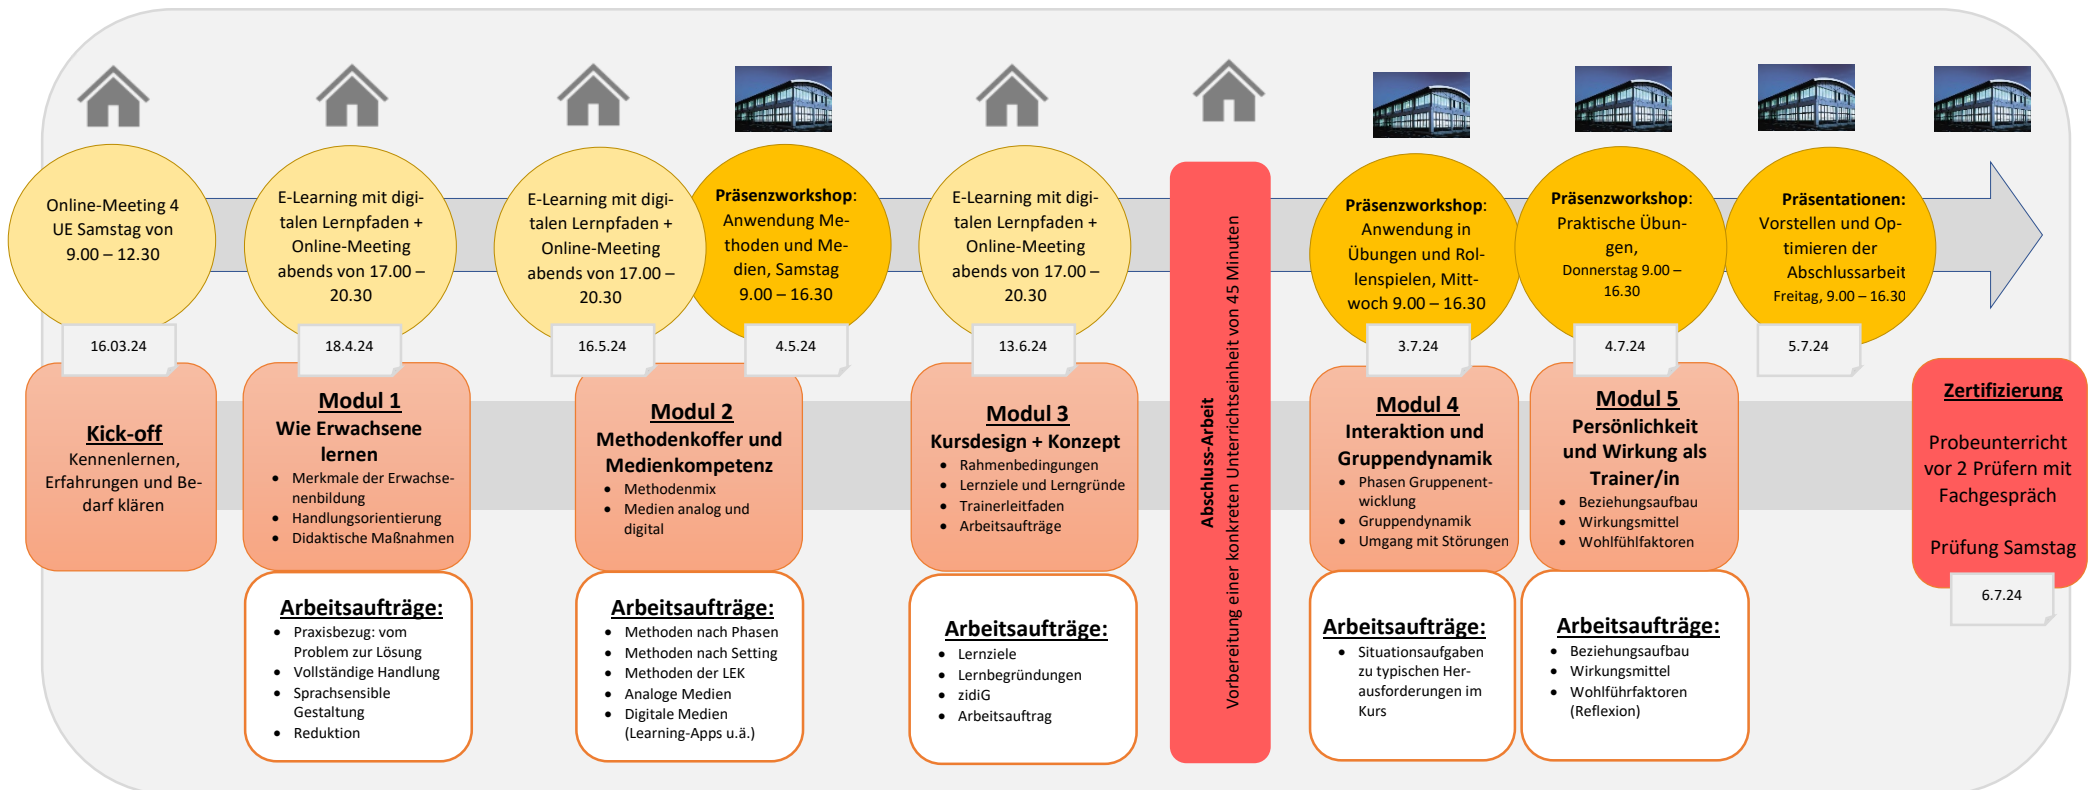 Online-Meeting 4
UE Samstag von
9.00 – 12.30
E-Learning mit digi-
talen Lernpfaden +
Online-Meeting
abends von 17.00 –
20.30
E-Learning mit digi-
talen Lernpfaden +
Online-Meeting
abends von 17.00 –
20.30
Präsenzworkshop:
Anwendung Me-
thoden und Me-
dien, Samstag
9.00 – 16.30
E-Learning mit digi-
talen Lernpfaden +
Online-Meeting
abends von 17.00 –
20.30
Abschluss-Arbeit
Vorbereitung einer konkreten Unterrichtseinheit von 45 Minuten
Präsenzworkshop:
Anwendung in
Übungen und Rol-
lenspielen, Mitt-
woch 9.00 – 16.30
Präsenzworkshop:
Praktische Übun-
gen,
Donnerstag 9.00 –
16.30
Präsentationen:
Vorstellen und Op-
timieren der
Abschlussarbeit
Freitag, 9.00 – 16.30
16.03.24
18.4.24
16.5.24
4.5.24
13.6.24
3.7.24
4.7.24
5.7.24
Kick-off
Kennenlernen,
Erfahrungen und Be-
darf klären
Modul 1
Wie Erwachsene
lernen
• Merkmale der Erwachse-
nenbildung
• Handlungsorientierung
• Didaktische Maßnahmen
Modul 2
Methodenkoffer und
Medienkompetenz
• Methodenmix
• Medien analog und
digital
Modul 3
Kursdesign + Konzept
• Rahmenbedingungen
• Lernziele und Lerngründe
• Trainerleitfaden
• Arbeitsaufträge
Modul 4
Interaktion und
Gruppendynamik
• Phasen Gruppenent-
wicklung
• Gruppendynamik
• Umgang mit Störungen
Modul 5
Persönlichkeit
und Wirkung als
Trainer/in
• Beziehungsaufbau
• Wirkungsmittel
• Wohlfühlfaktoren
Zertifizierung
Probeunterricht
vor 2 Prüfern mit
Fachgespräch
Prüfung Samstag
6.7.24
Arbeitsaufträge:
• Praxisbezug: vom
Problem zur Lösung
• Vollständige Handlung
• Sprachsensible
Gestaltung
• Reduktion
Arbeitsaufträge:
• Methoden nach Phasen
• Methoden nach Setting
• Methoden der LEK
• Analoge Medien
• Digitale Medien
(Learning-Apps u.ä.)
Arbeitsaufträge:
• Lernziele
• Lernbegründungen
• zidiG
• Arbeitsauftrag
Arbeitsaufträge:
• Situationsaufgaben
zu typischen Her-
ausforderungen im
Kurs
Arbeitsaufträge:
• Beziehungsaufbau
• Wirkungsmittel
• Wohlführfaktoren
(Reflexion)